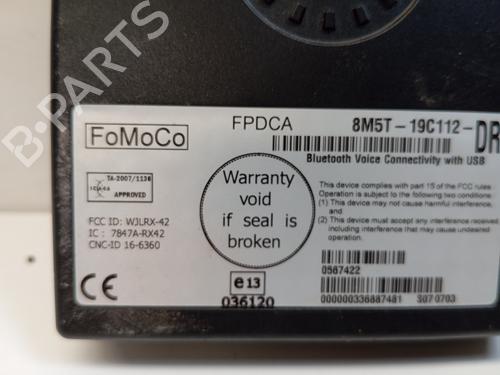 FoMoCo
FPDCA
8M5T-19C112-DR
Bluetooth Voice Connectivity with USB
TA-2007/1136
ICASA
APPROVED
Warranty
void
if seal is
broken
This device complies with part 15 of the FCC rules.
Operation is subject to the following two conditions:
(1) This device may not cause harmful interference,
and
(2) This device must accept any interference received
including interference that may cause undesired
operation.
FCC ID: WJLRX-42
IC : 7847A-RX42
CNC-ID 16-6360
CE
e13
036120
0587422
000000336887481 3070703
B-PARTS